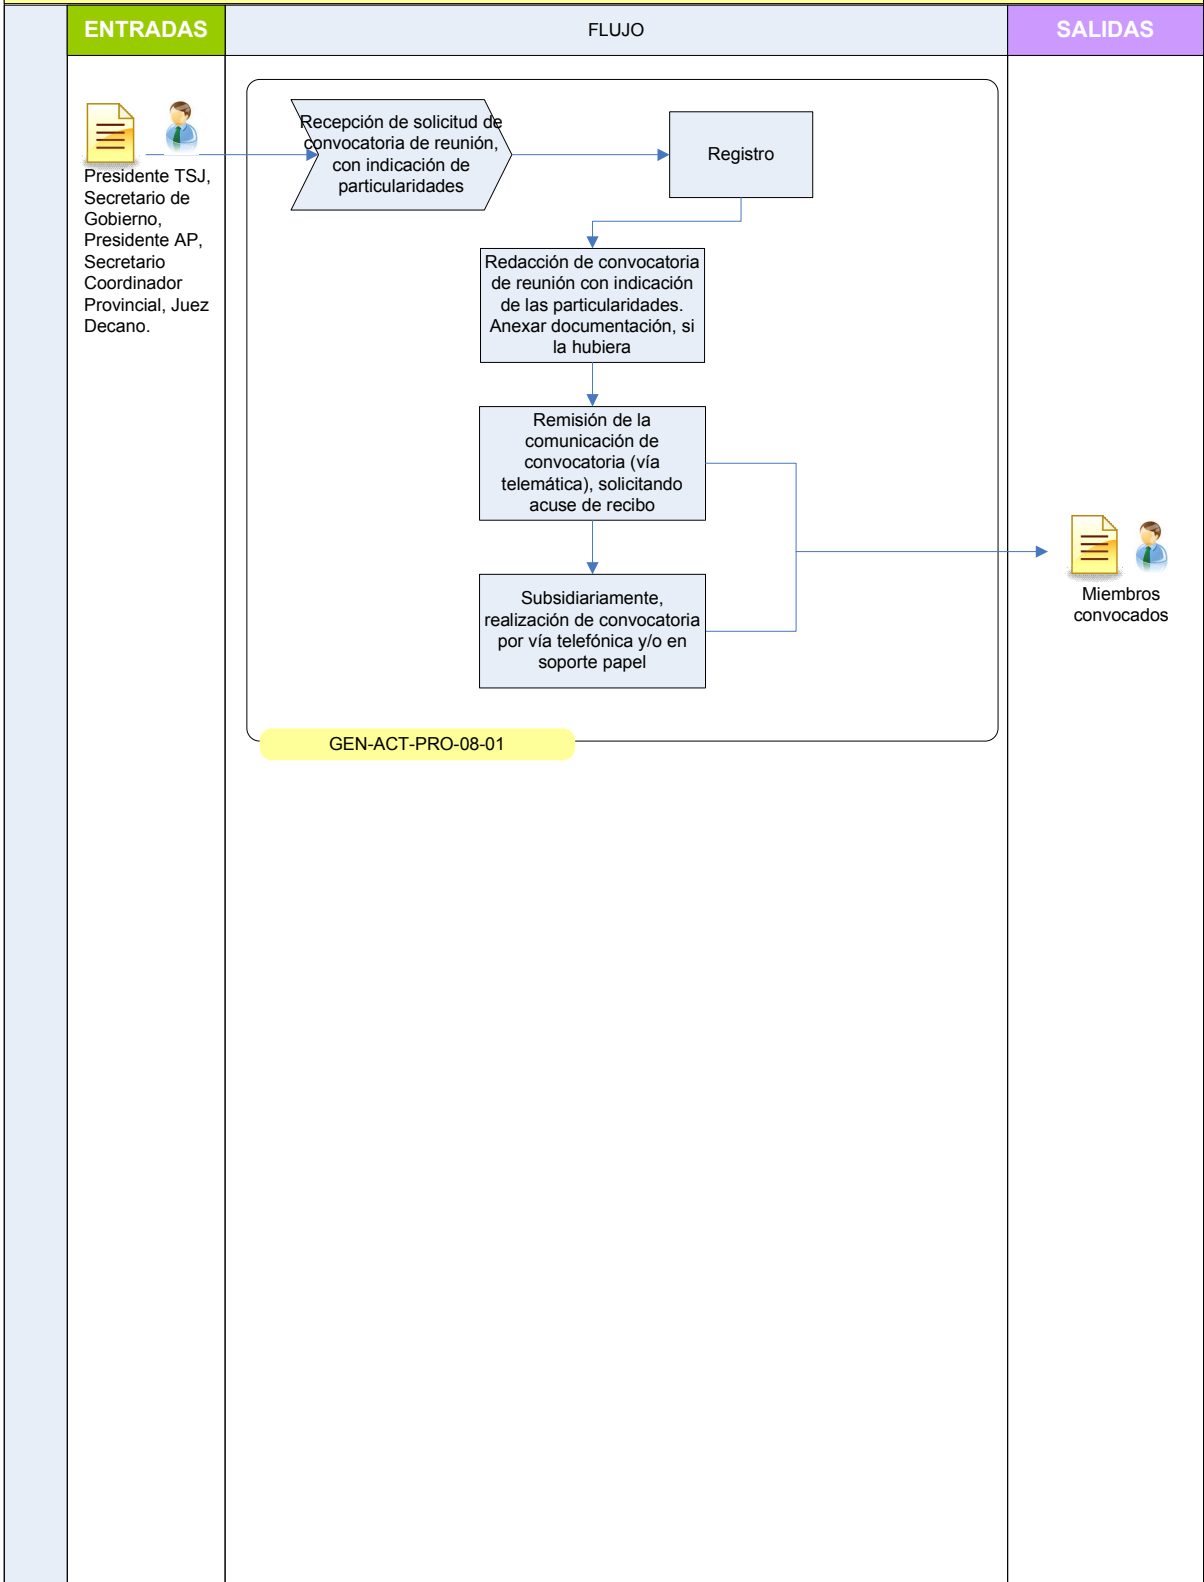 ENTRADAS
FLUJO
SALIDAS
Presidente TSJ,
Secretario de
Gobierno,
Presidente AP,
Secretario
Coordinador
Provincial, Juez
Decano.
Recepción de solicitud de
convocatoria de reunión,
con indicación de
particularidades
Registro
Redacción de convocatoria
de reunión con indicación
de las particularidades.
Anexar documentación, si
la hubiera
Remisión de la
comunicación de
convocatoria (vía
telemática), solicitando
acuse de recibo
Subsidiariamente,
realización de convocatoria
por vía telefónica y/o en
soporte papel
Miembros
convocados
GEN-ACT-PRO-08-01